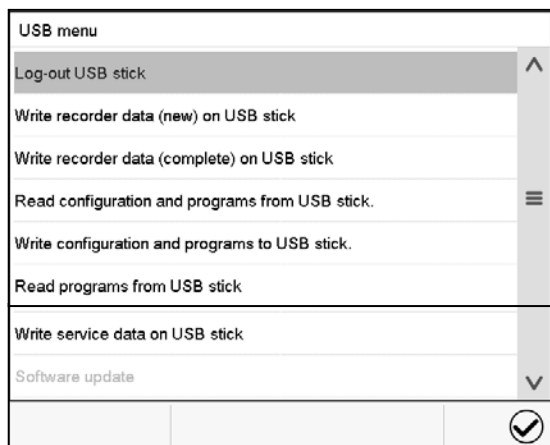 USB menu
Log-out USB stick
Write recorder data (new) on USB stick
Write recorder data (complete) on USB stick
Read configuration and programs from USB stick.
Write configuration and programs to USB stick.
Read programs from USB stick
Write service data on USB stick
Software update